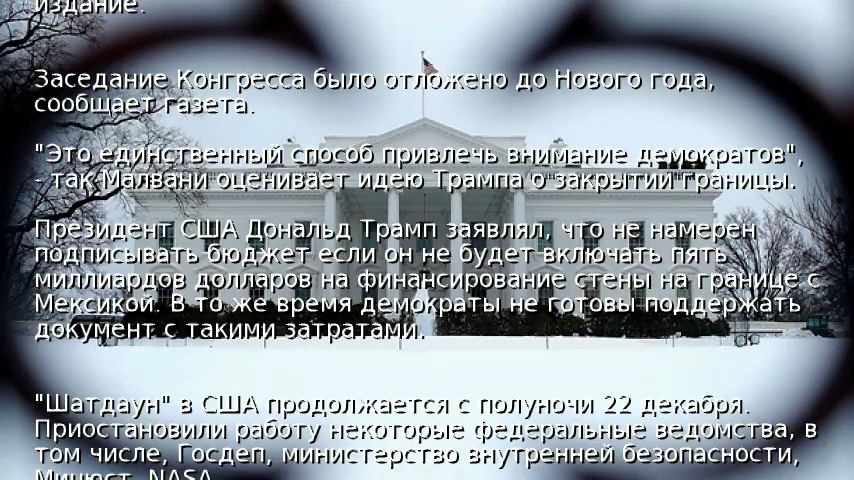 издание.
Заседание Конгресса было отложено до Нового года,
сообщает газета.
"Это единственный способ привлечь внимание демократов",
- так Малвани оценивает идею Трампа о закрытии границы.
Президент США Дональд Трамп заявлял, что не намерен
подписывать бюджет если он не будет включать пять
миллиардов долларов на финансирование стены на границе с
Мексикой. В то же время демократы не готовы поддержать
документ с такими затратами.
"Шатдаун" в США продолжается с полуночи 22 декабря.
Приостановили работу некоторые федеральные ведомства, в
том числе, Госдеп, министерство внутренней безопасности,
Минюст, NASA